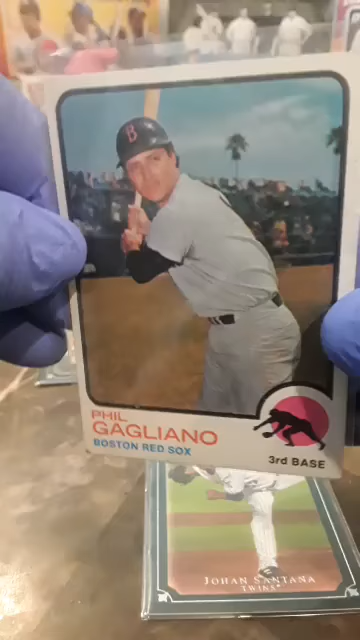 B
PHIL
GAGLIANO
BOSTON RED SOX
3rd BASE
JOHAN SANTANA
TWINS